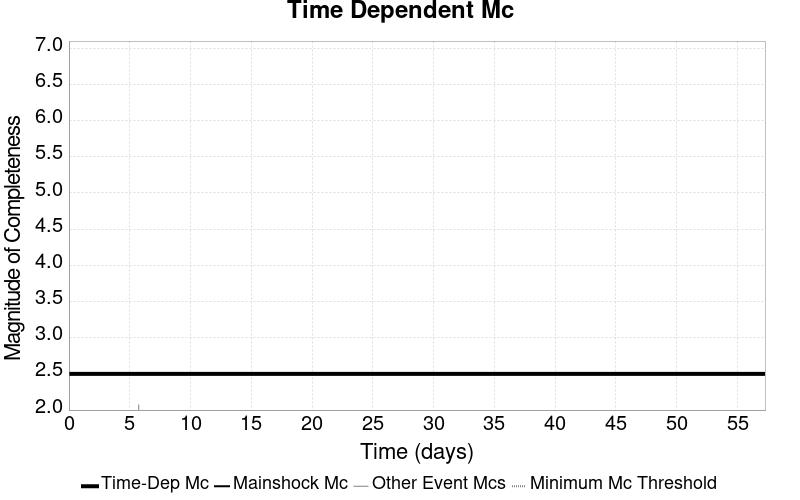 Time Dependent Mc
7.0
6.5
6.0
5.5
5.0
4.5
4.0
3.5
3.0
2.5
2.0
Magnitude of Completeness
0 5 10 15 20 25 30 35 40 45 50 55
Time (days)
Time-Dep Mc Mainshock Mc Other Event Mcs Minimum Mc Threshold